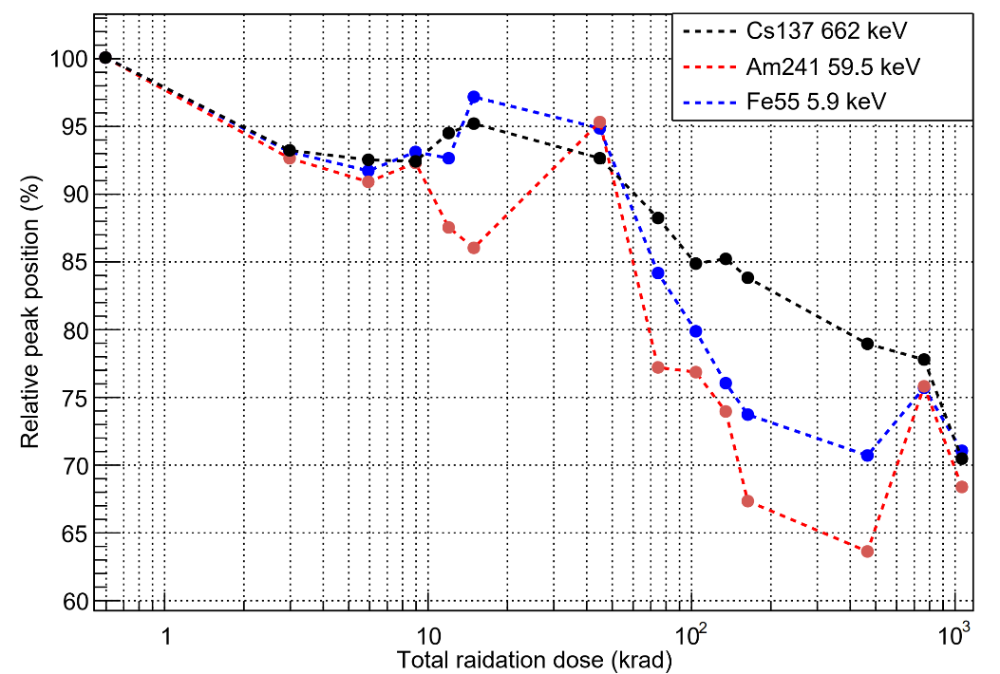 Cs137 662 keV
Am241 59.5 keV
Fe55 5.9 keV
Relative peak position (%)
100
95
90
85
80
75
70
65
60
1 10 10² 10³
Total raidation dose (krad)